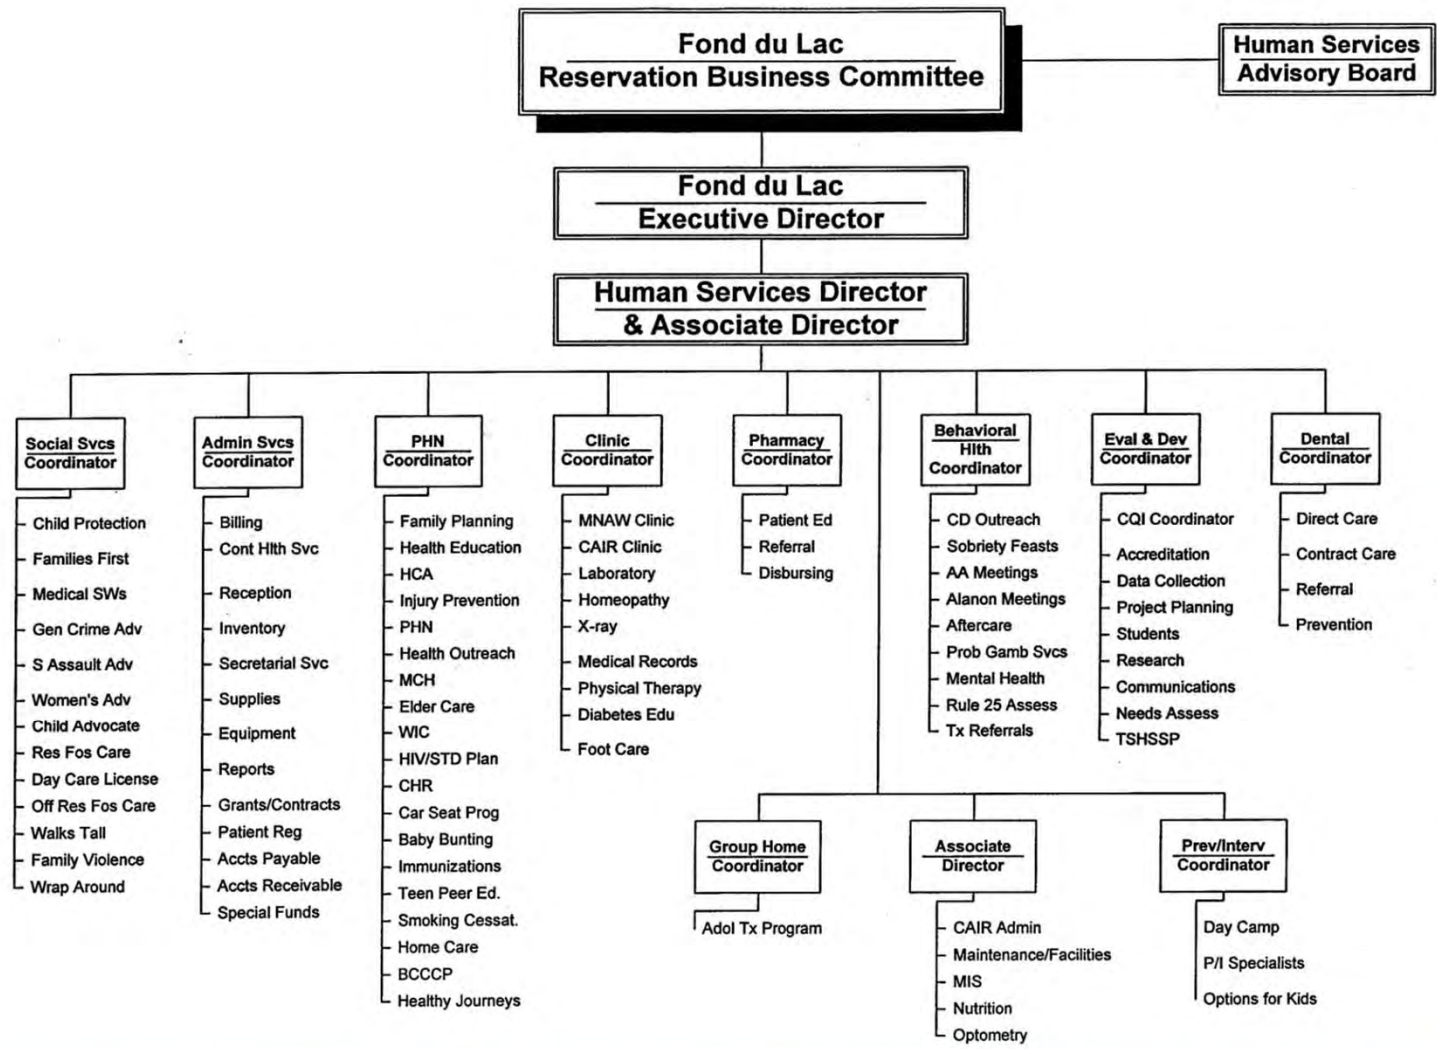 Fond du Lac
Reservation Business Committee
Human Services
Advisory Board
Fond du Lac
Executive Director
Human Services Director
& Associate Director
Social Svcs
Coordinator
Child Protection
Families First
Medical SWs
Gen Crime Adv
S Assault Adv
Women's Adv
Child Advocate
Res Fos Care
Day Care License
Off Res Fos Care
Walks Tall
Family Violence
Wrap Around
Admin Svcs
Coordinator
Billing
Cont Hlth Svc
Reception
Inventory
Secretarial Svc
Supplies
Equipment
Reports
Grants/Contracts
Patient Reg
Accts Payable
Accts Receivable
Special Funds
PHN
Coordinator
Family Planning
Health Education
HCA
Injury Prevention
PHN
Health Outreach
MCH
Elder Care
WIC
HIV/STD Plan
CHR
Car Seat Prog
Baby Bunting
Immunizations
Teen Peer Ed.
Smoking Cessat.
Home Care
BCCCP
Healthy Journeys
Clinic
Coordinator
MNAW Clinic
CAIR Clinic
Laboratory
Homeopathy
X-ray
Medical Records
Physical Therapy
Diabetes Edu
Foot Care
Pharmacy
Coordinator
Patient Ed
Referral
Disbursing
Behavioral
Hlth
Coordinator
CD Outreach
Sobriety Feasts
AA Meetings
Alanon Meetings
Aftercare
Prob Gamb Svcs
Mental Health
Rule 25 Assess
Tx Referrals
Eval & Dev
Coordinator
CQI Coordinator
Accreditation
Data Collection
Project Planning
Students
Research
Communications
Needs Assess
TSHSSP
Dental
Coordinator
Direct Care
Contract Care
Referral
Prevention
Group Home
Coordinator
Adol Tx Program
Associate
Director
CAIR Admin
Maintenance/Facilities
MIS
Nutrition
Optometry
Prev/Interv
Coordinator
Day Camp
P/I Specialists
Options for Kids